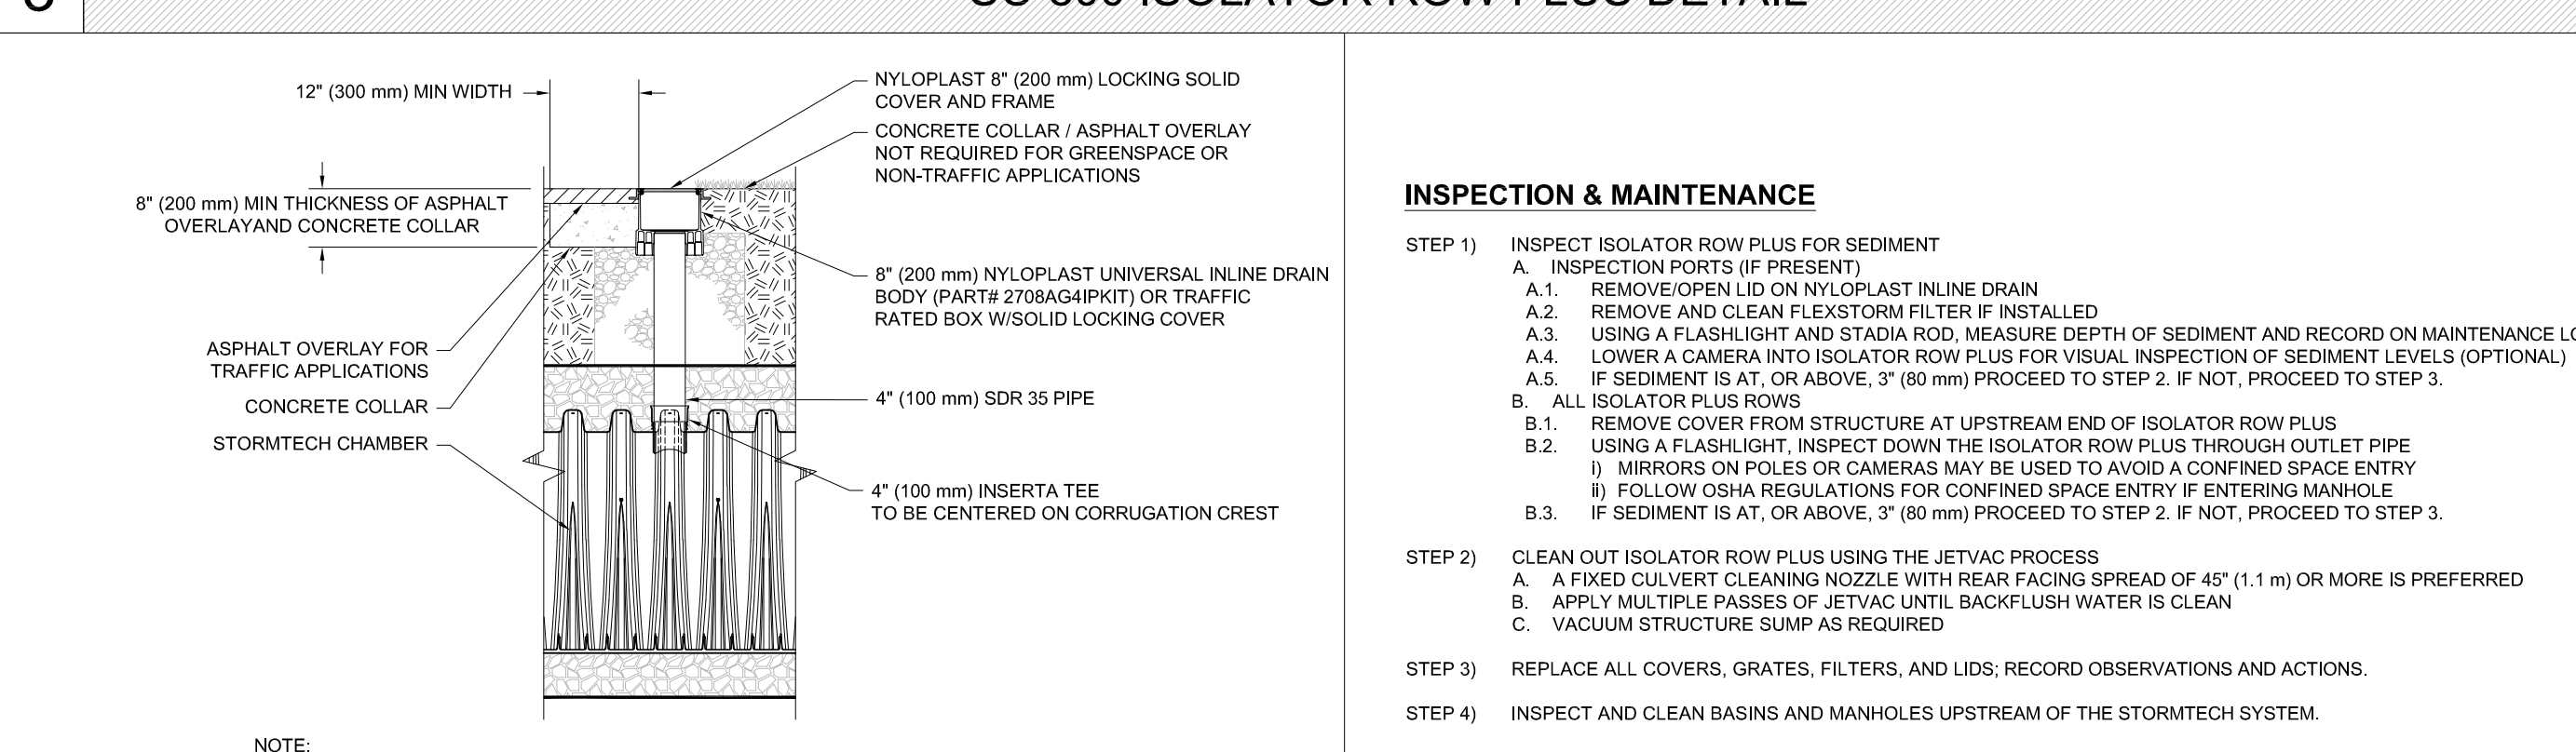 12" (300 mm) MIN WIDTH
NYLOPLAST 8" (200 mm) LOCKING SOLID
COVER AND FRAME
CONCRETE COLLAR / ASPHALT OVERLAY
NOT REQUIRED FOR GREENSPACE OR
NON-TRAFFIC APPLICATIONS
8" (200 mm) MIN THICKNESS OF ASPHALT
OVERLAYAND CONCRETE COLLAR
8" (200 mm) NYLOPLAST UNIVERSAL INLINE DRAIN
BODY (PART# 2708AG4IPKIT) OR TRAFFIC
RATED BOX W/SOLID LOCKING COVER
ASPHALT OVERLAY FOR
TRAFFIC APPLICATIONS
CONCRETE COLLAR
4" (100 mm) SDR 35 PIPE
STORMTECH CHAMBER
4" (100 mm) INSERTA TEE
TO BE CENTERED ON CORRUGATION CREST
NOTE:
INSPECTION & MAINTENANCE
STEP 1) INSPECT ISOLATOR ROW PLUS FOR SEDIMENT
A. INSPECTION PORTS (IF PRESENT)
A.1. REMOVE/OPEN LID ON NYLOPLAST INLINE DRAIN
A.2. REMOVE AND CLEAN FLEXSTORM FILTER IF INSTALLED
A.3. USING A FLASHLIGHT AND STADIA ROD, MEASURE DEPTH OF SEDIMENT AND RECORD ON MAINTENANCE
A.4. LOWER A CAMERA INTO ISOLATOR ROW PLUS FOR VISUAL INSPECTION OF SEDIMENT LEVELS (OPTIONAL)
A.5. IF SEDIMENT IS AT, OR ABOVE, 3" (80 mm) PROCEED TO STEP 2. IF NOT, PROCEED TO STEP 3.
B. ALL ISOLATOR PLUS ROWS
B.1. REMOVE COVER FROM STRUCTURE AT UPSTREAM END OF ISOLATOR ROW PLUS
B.2. USING A FLASHLIGHT, INSPECT DOWN THE ISOLATOR ROW PLUS THROUGH OUTLET PIPE
i) MIRRORS ON POLES OR CAMERAS MAY BE USED TO AVOID A CONFINED SPACE ENTRY
ii) FOLLOW OSHA REGULATIONS FOR CONFINED SPACE ENTRY IF ENTERING MANHOLE
B.3. IF SEDIMENT IS AT, OR ABOVE, 3" (80 mm) PROCEED TO STEP 2. IF NOT, PROCEED TO STEP 3.
STEP 2) CLEAN OUT ISOLATOR ROW PLUS USING THE JETVAC PROCESS
A. A FIXED CULVERT CLEANING NOZZLE WITH REAR FACING SPREAD OF 45" (1.1 m) OR MORE IS PREFERRED
B. APPLY MULTIPLE PASSES OF JETVAC UNTIL BACKFLUSH WATER IS CLEAN
C. VACUUM STRUCTURE SUMP AS REQUIRED
STEP 3) REPLACE ALL COVERS, GRATES, FILTERS, AND LIDS; RECORD OBSERVATIONS AND ACTIONS.
STEP 4) INSPECT AND CLEAN BASINS AND MANHOLES UPSTREAM OF THE STORMTECH SYSTEM.